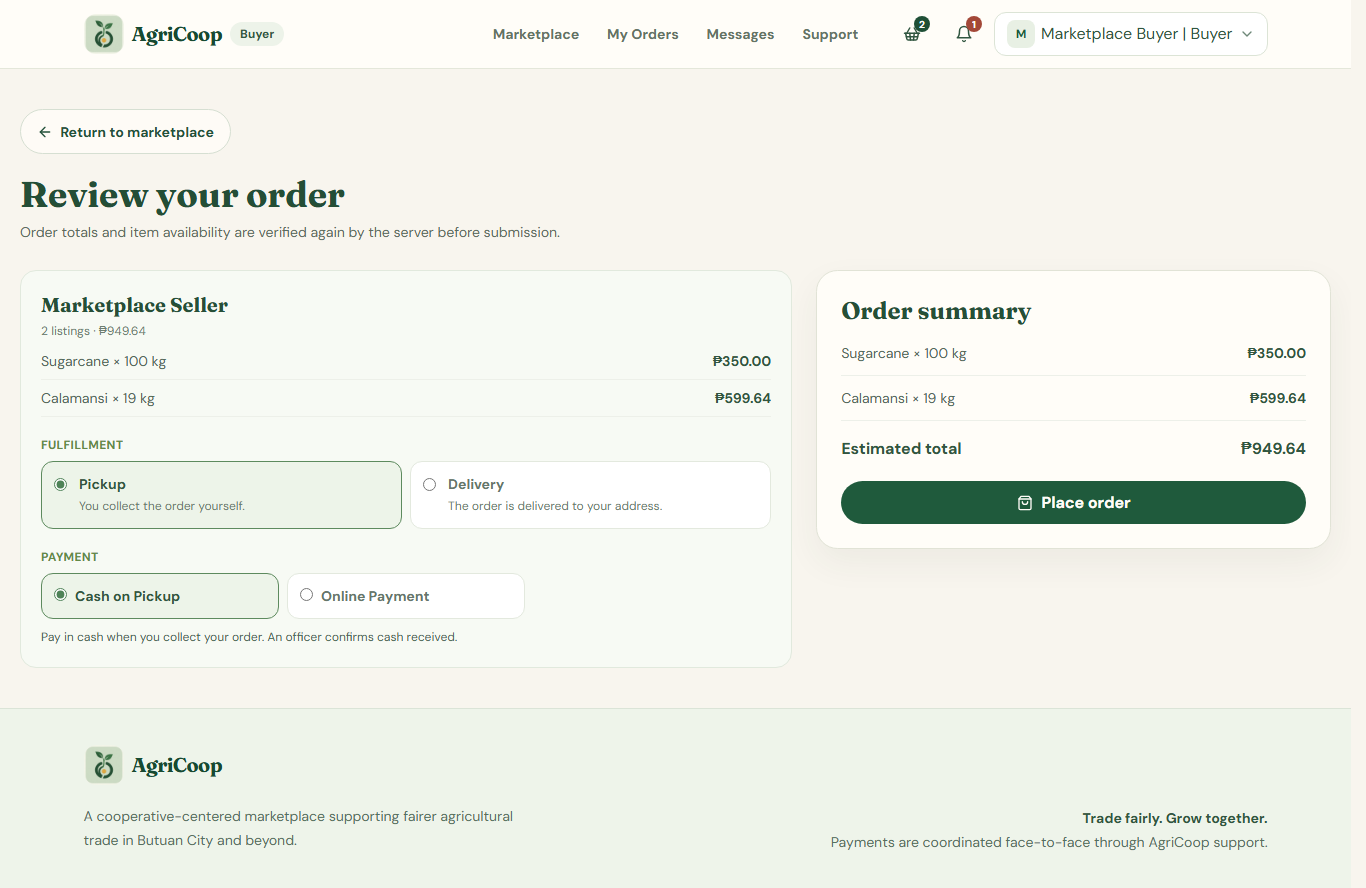 AgriCoop Buyer Marketplace My Orders Messages Support 2 1 M Marketplace Buyer | Buyer
Return to marketplace
Review your order
Order totals and item availability are verified again by the server before submission.
Marketplace Seller
2 listings · ₱949.64
Sugarcane × 100 kg ₱350.00
Calamansi × 19 kg ₱599.64
FULFILLMENT
Pickup
You collect the order yourself.
Delivery
The order is delivered to your address.
PAYMENT
Cash on Pickup
Online Payment
Pay in cash when you collect your order. An officer confirms cash received.
Order summary
Sugarcane × 100 kg ₱350.00
Calamansi × 19 kg ₱599.64
Estimated total ₱949.64
Place order
AgriCoop
A cooperative-centered marketplace supporting fairer agricultural
trade in Butuan City and beyond.
Trade fairly. Grow together.
Payments are coordinated face-to-face through AgriCoop support.